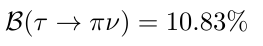 ℬ(τ → πν) = 10.83%